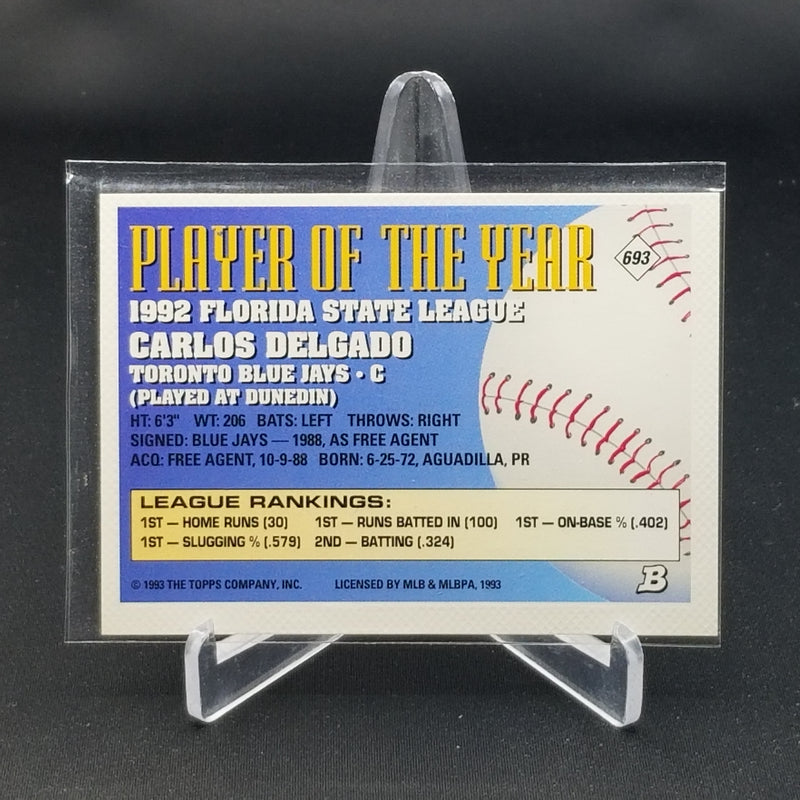 PLAYER OF THE YEAR
693
1992 FLORIDA STATE LEAGUE
CARLOS DELGADO
TORONTO BLUE JAYS • C
(PLAYED AT DUNEDIN)
HT: 6'3" WT: 206 BATS: LEFT THROWS: RIGHT
SIGNED: BLUE JAYS — 1988, AS FREE AGENT
ACQ: FREE AGENT, 10-9-88 BORN: 6-25-72, AGUADILLA, PR
LEAGUE RANKINGS:
1ST — HOME RUNS (30) 1ST — RUNS BATTED IN (100) 1ST — ON-BASE % (.402)
1ST — SLUGGING % (.579) 2ND — BATTING (.324)
© 1993 THE TOPPS COMPANY, INC. LICENSED BY MLB & MLBPA, 1993
B